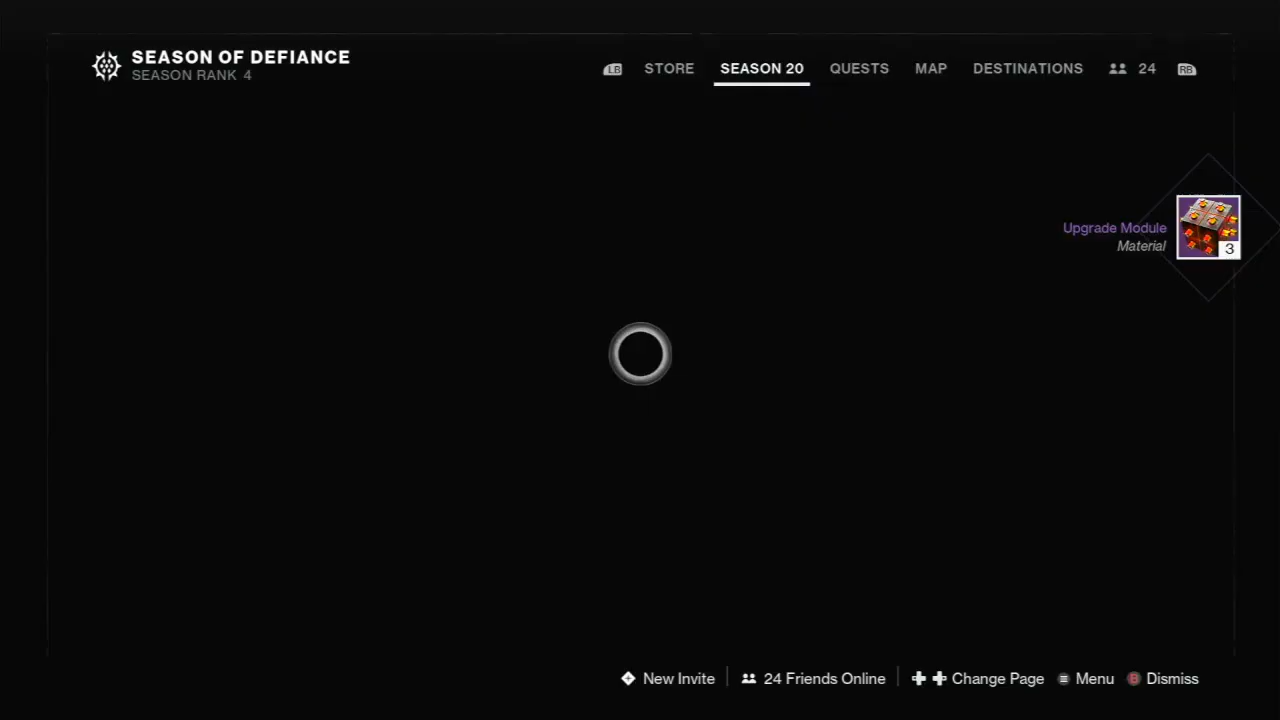 SEASON OF DEFIANCE
SEASON RANK 4
LB STORE SEASON 20 QUESTS MAP DESTINATIONS 24 RB
Upgrade Module
Material
3
New Invite 24 Friends Online Change Page Menu B Dismiss